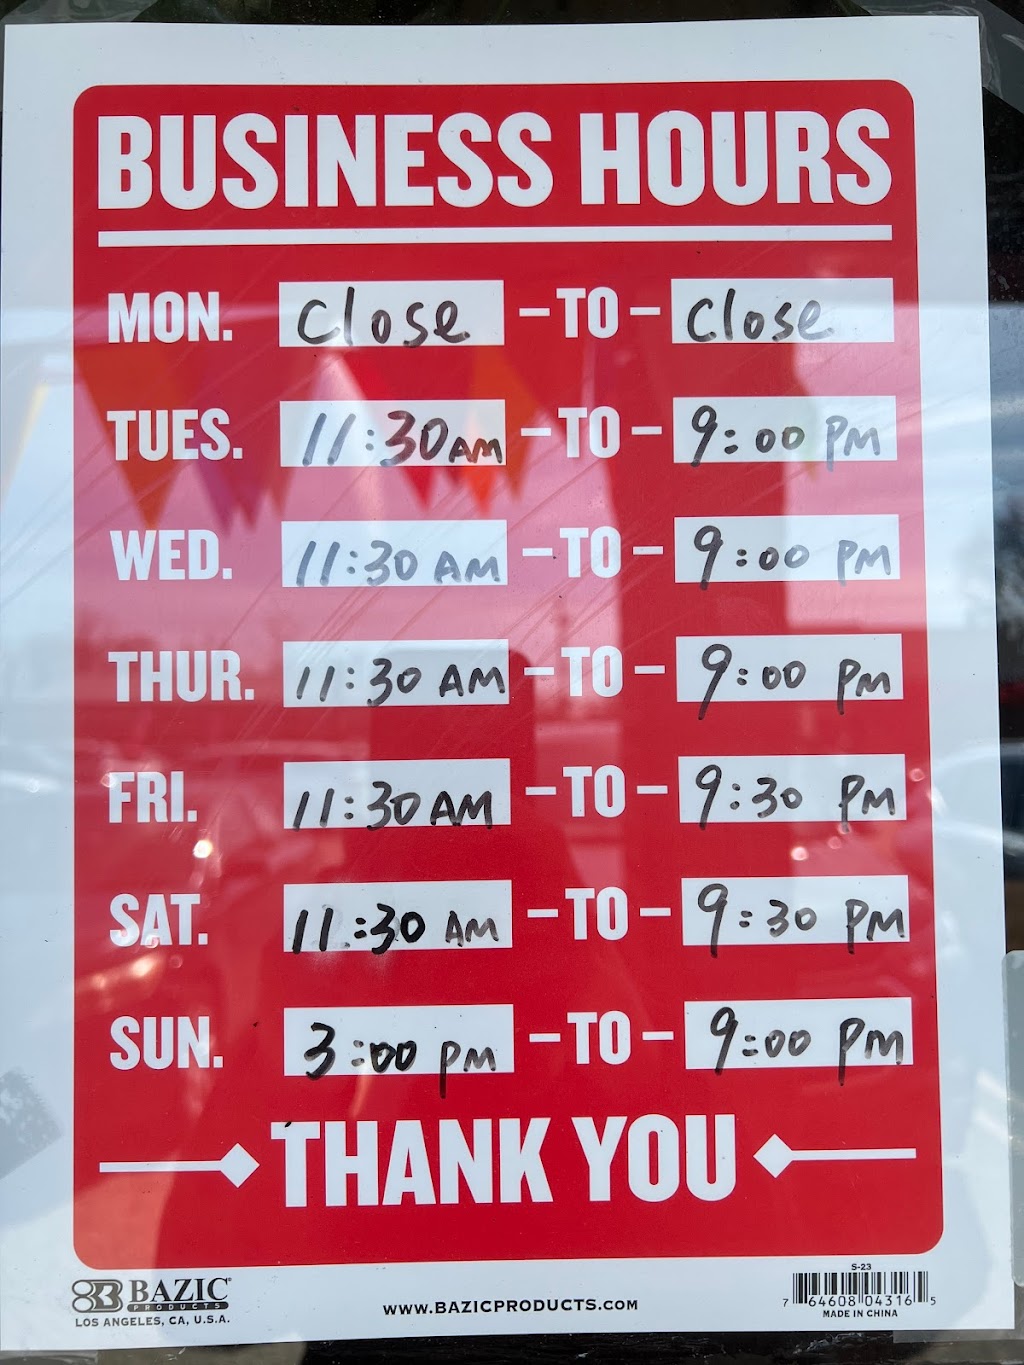 BUSINESS HOURS
MON. close -TO- close
TUES. 11:30 AM -TO- 9:00 PM
WED. 11:30 AM -TO- 9:00 PM
THUR. 11:30 AM -TO- 9:00 PM
FRI. 11:30 AM -TO- 9:30 PM
SAT. 11:30 AM -TO- 9:30 PM
SUN. 3:00 PM -TO- 9:00 PM
THANK YOU
BAZIC®
PRODUCTS
LOS ANGELES, CA, U.S.A.
WWW.BAZICPRODUCTS.COM
S-23
7 64608 04316 5
MADE IN CHINA